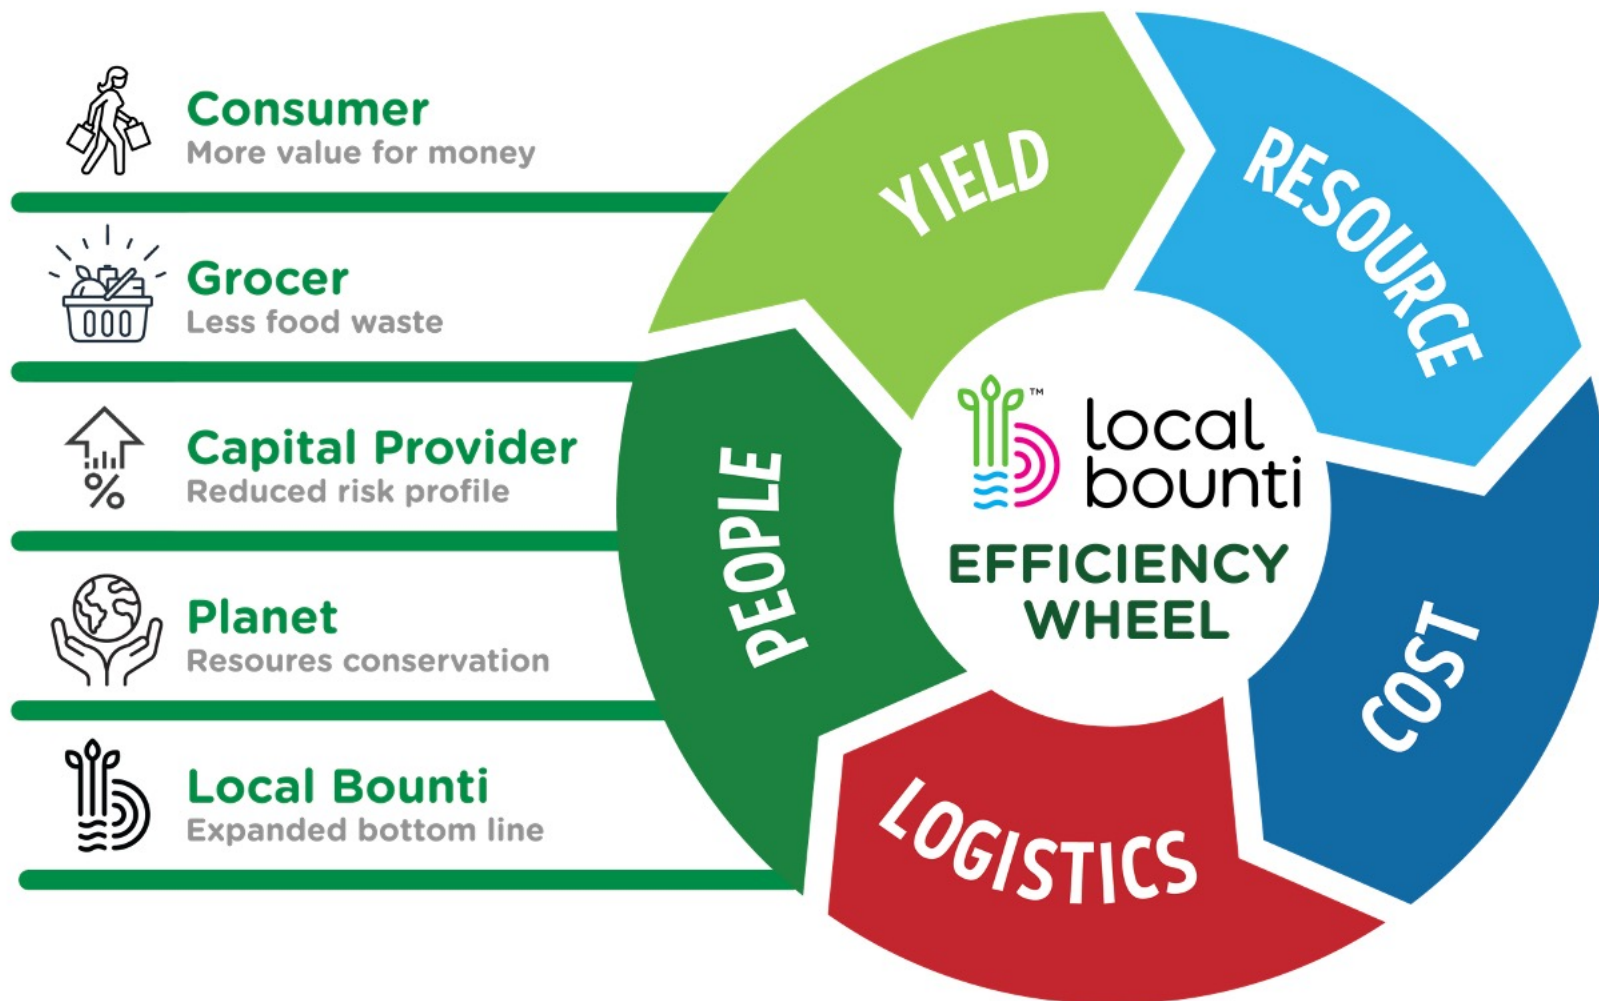 Consumer
More value for money
Grocer
Less food waste
Capital Provider
Reduced risk profile
Planet
Resoures conservation
Local Bounti
Expanded bottom line
YIELD
RESOURCE
COST
LOGISTICS
PEOPLE
™
local
bounti
EFFICIENCY
WHEEL
%